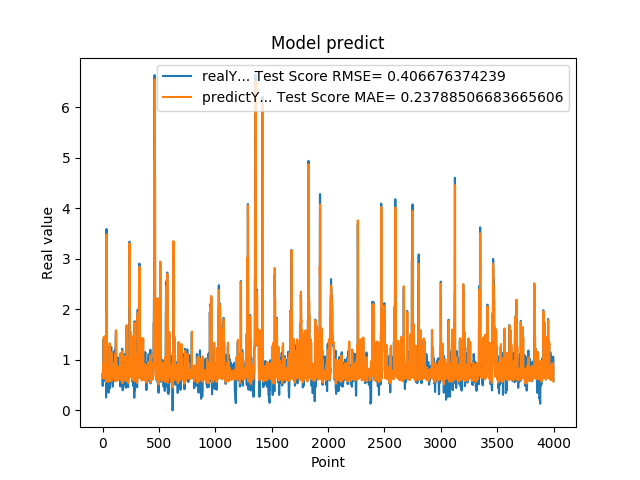 Model predict
realY... Test Score RMSE= 0.406676374239
predictY... Test Score MAE= 0.23788506683665606
Real value
6
5
4
3
2
1
0
0 500 1000 1500 2000 2500 3000 3500 4000
Point